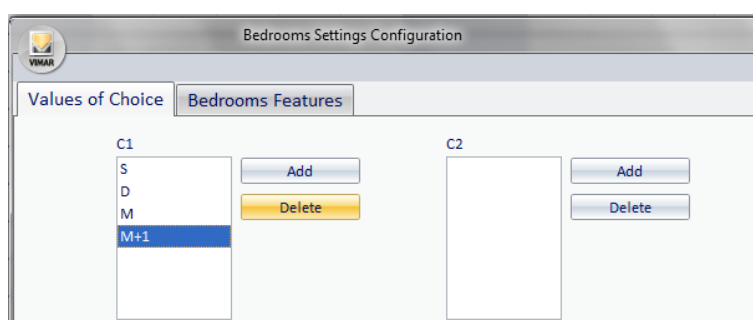 Bedrooms Settings Configuration
VIMAR
Values of Choice Bedrooms Features
C1 C2
S Add Add
D
M Delete Delete
M+1